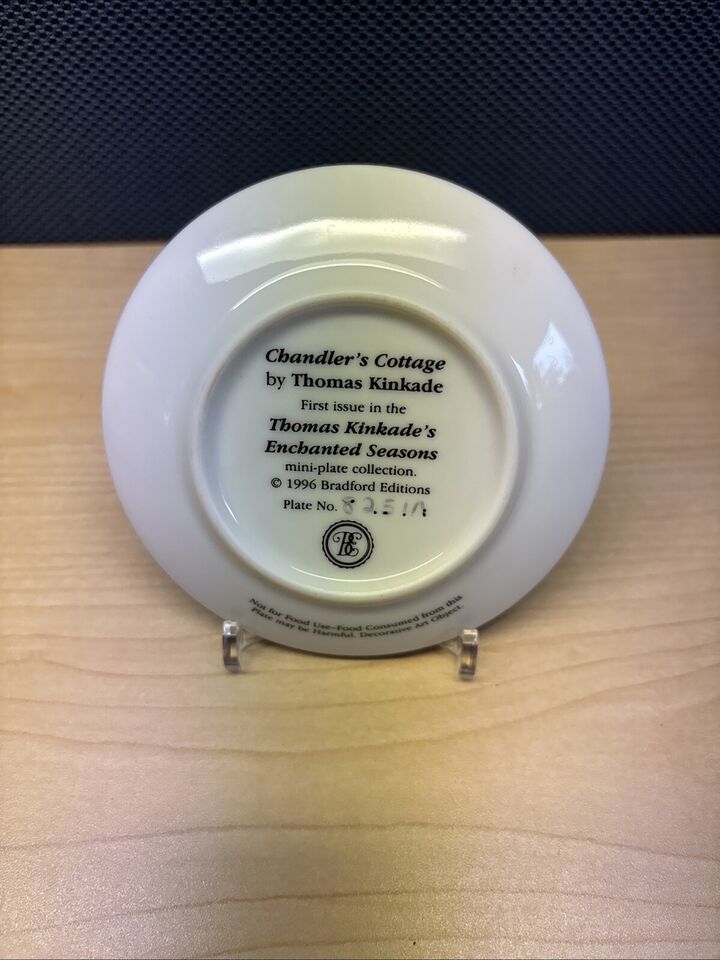 Chandler's Cottage
by Thomas Kinkade
First issue in the
Thomas Kinkade's
Enchanted Seasons
mini-plate collection.
© 1996 Bradford Editions
Plate No.
BE
Not for Food Use–Food Consumed from this
Plate may be Harmful. Decorative Art Object.